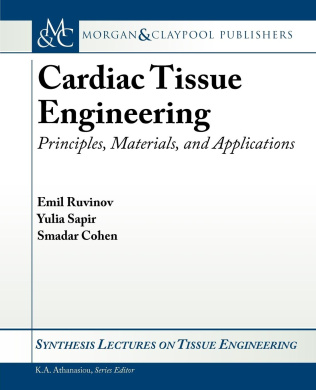 M
&C
MORGAN&CLAYPOOL PUBLISHERS
Cardiac Tissue
Engineering
Principles, Materials, and Applications
Emil Ruvinov
Yulia Sapir
Smadar Cohen
SYNTHESIS LECTURES ON TISSUE ENGINEERING
K.A. Athanasiou, Series Editor